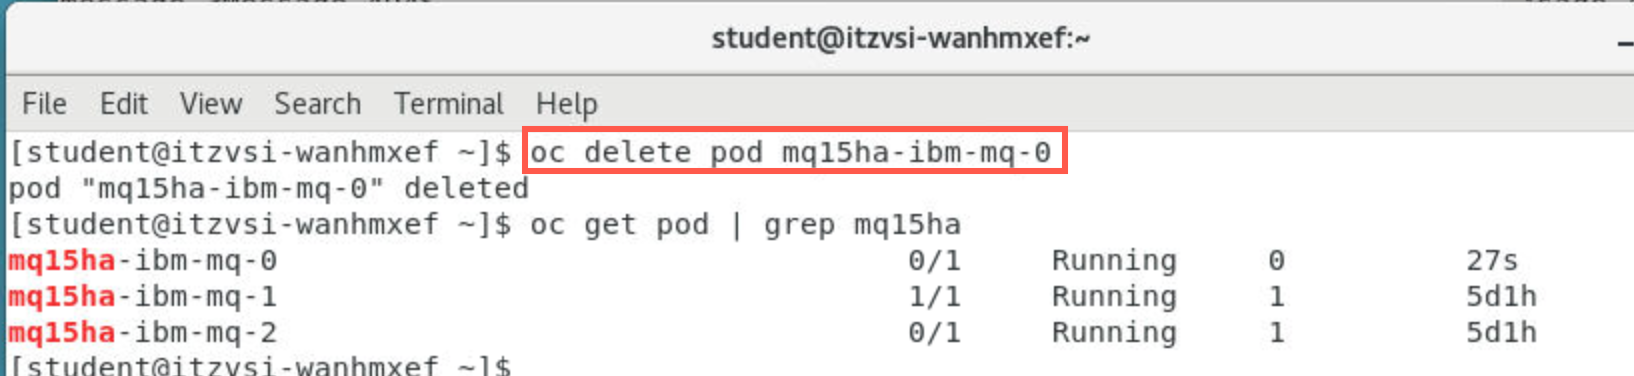 student@itzvsi-wanhmxef:~
File Edit View Search Terminal Help
[student@itzvsi-wanhmxef ~]$ oc delete pod mq15ha-ibm-mq-0
pod "mq15ha-ibm-mq-0" deleted
[student@itzvsi-wanhmxef ~]$ oc get pod | grep mq15ha
mq15ha-ibm-mq-0 0/1 Running 0 27s
mq15ha-ibm-mq-1 1/1 Running 1 5d1h
mq15ha-ibm-mq-2 0/1 Running 1 5d1h
[student@itzvsi-wanhmxef ~]$